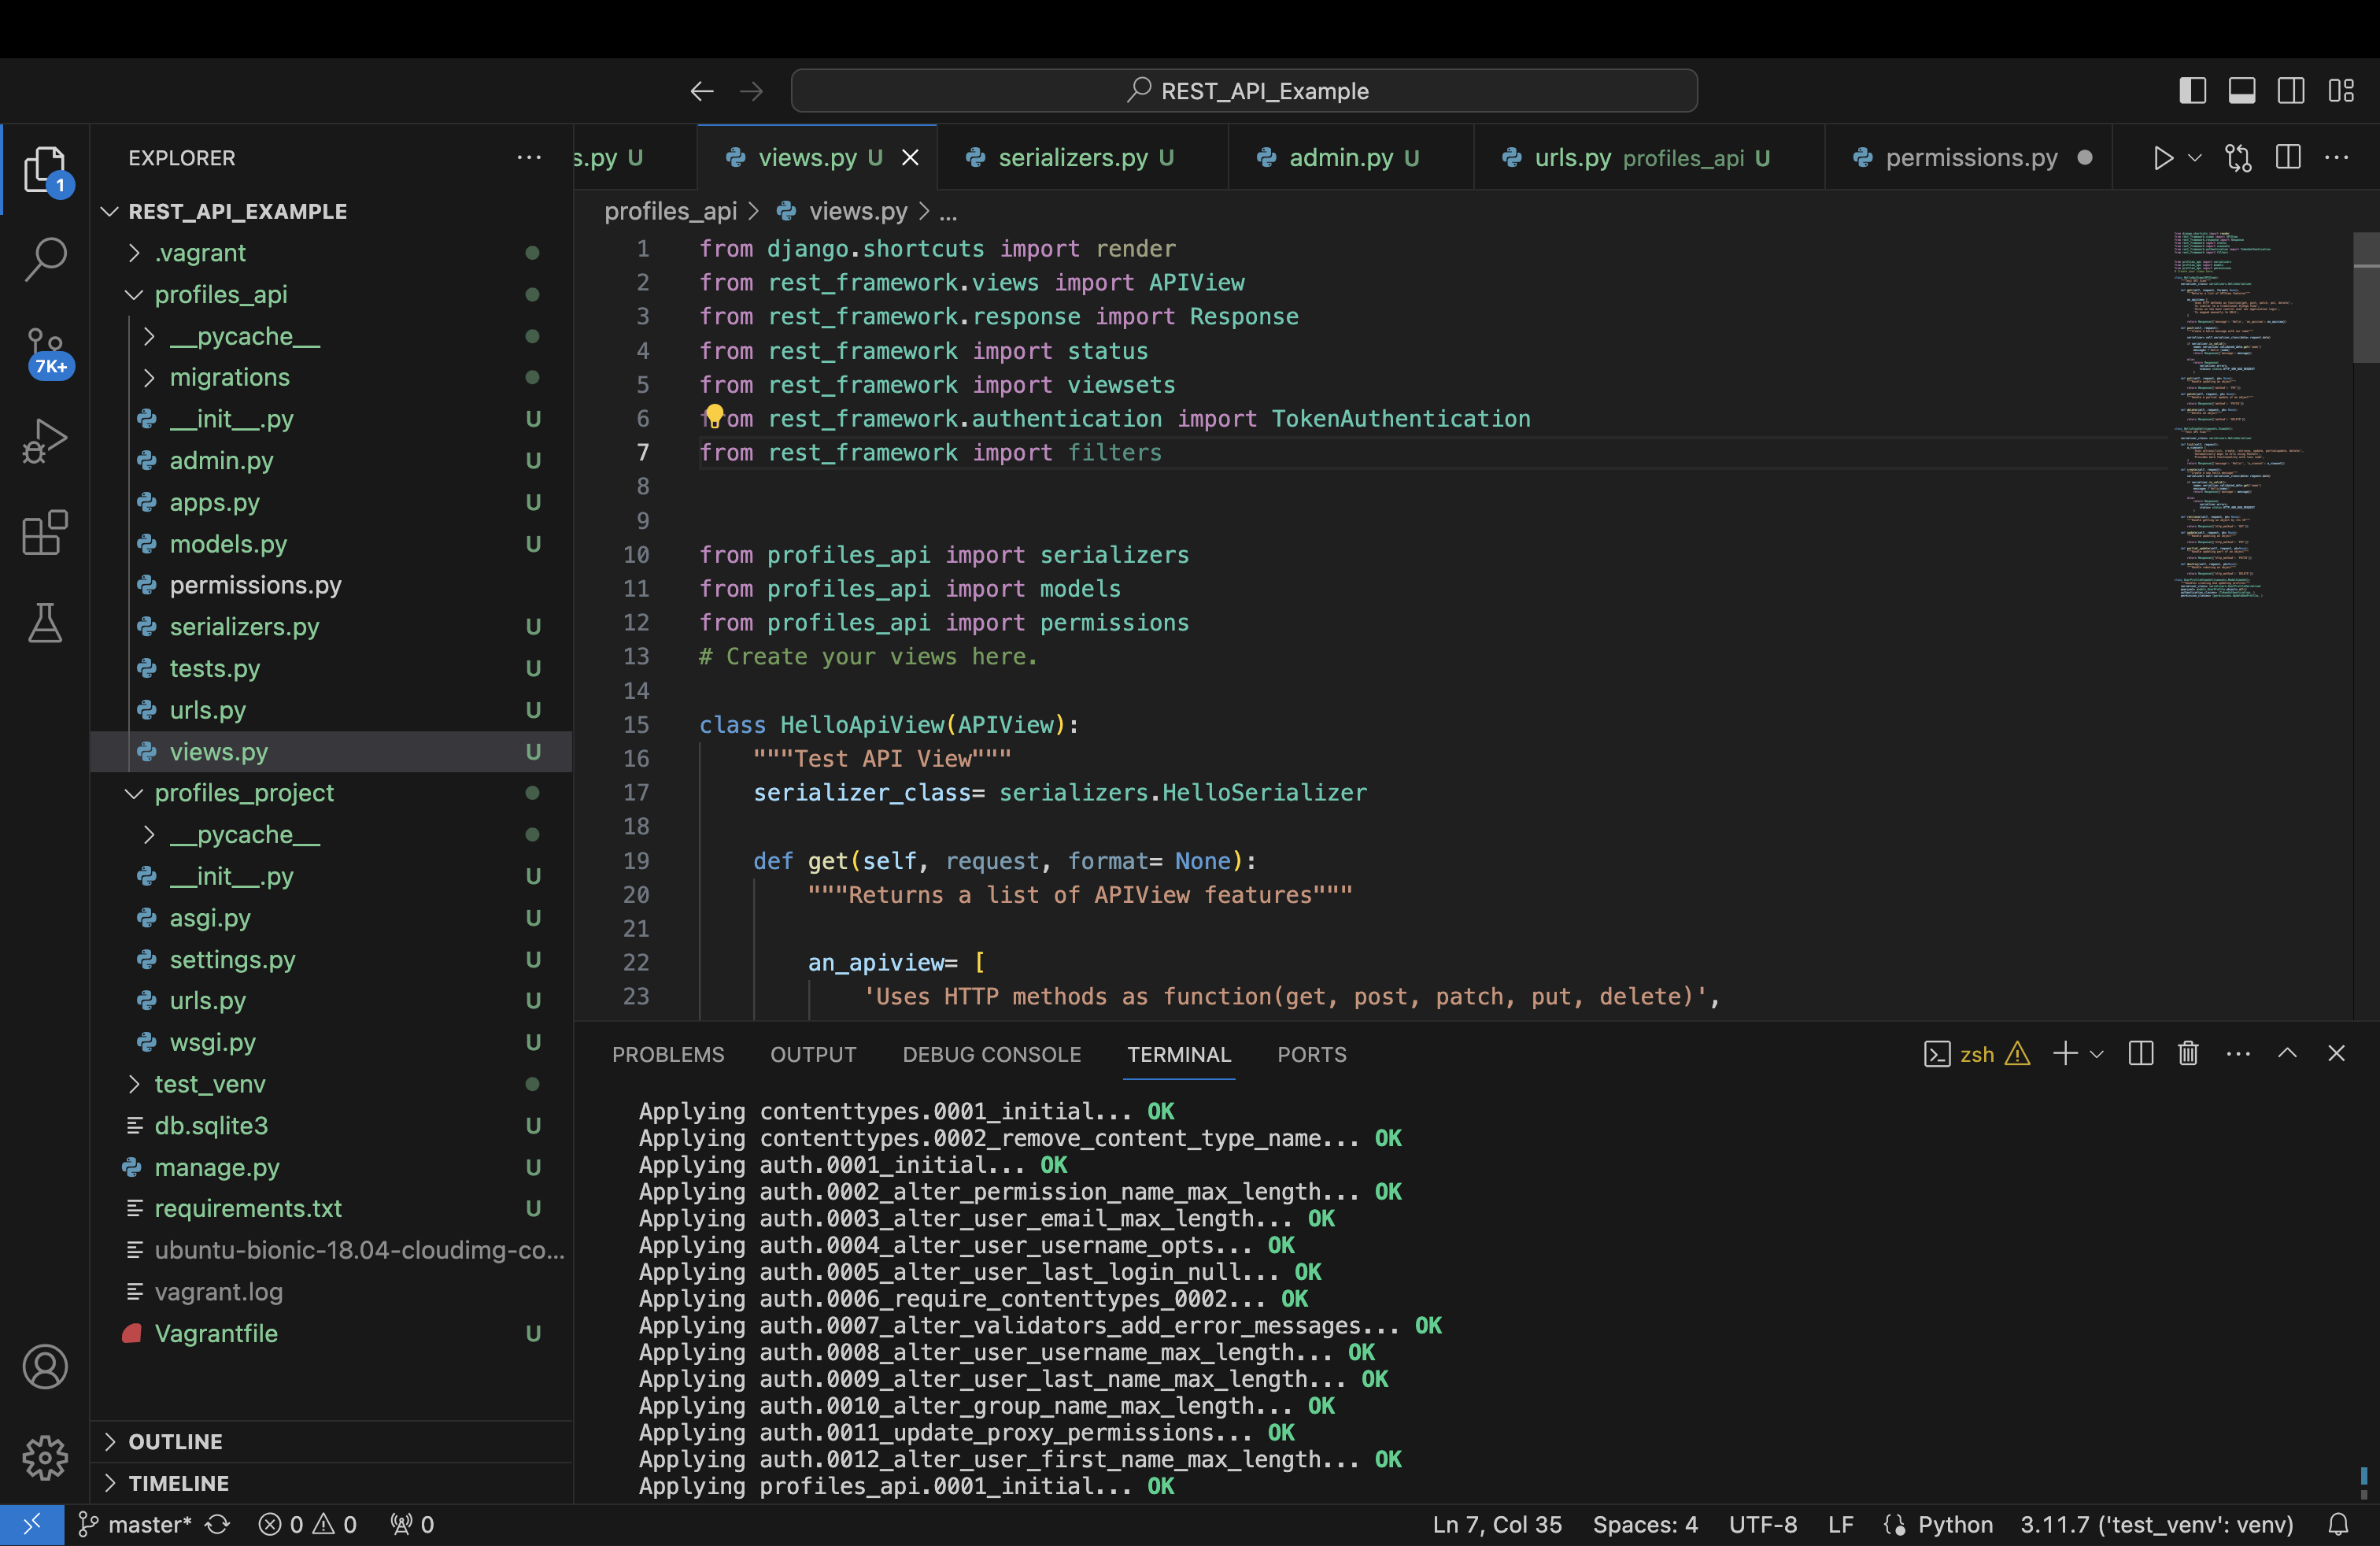 REST_API_Example
EXPLORER
1
REST_API_EXAMPLE
.vagrant
profiles_api
__pycache__
migrations
__init__.py U
admin.py U
apps.py U
models.py U
permissions.py
serializers.py U
tests.py U
urls.py U
views.py U
profiles_project
__pycache__
__init__.py U
asgi.py U
settings.py U
urls.py U
wsgi.py U
test_venv
db.sqlite3 U
manage.py U
requirements.txt U
ubuntu-bionic-18.04-cloudimg-co...
vagrant.log
Vagrantfile U
OUTLINE
TIMELINE
7K+
s.py U
views.py U
serializers.py U
admin.py U
urls.py profiles_api U
permissions.py
profiles_api > views.py > ...
1 from django.shortcuts import render
2 from rest_framework.views import APIView
3 from rest_framework.response import Response
4 from rest_framework import status
5 from rest_framework import viewsets
6 from rest_framework.authentication import TokenAuthentication
7 from rest_framework import filters
8
9
10 from profiles_api import serializers
11 from profiles_api import models
12 from profiles_api import permissions
13 # Create your views here.
14
15 class HelloApiView(APIView):
16 """Test API View"""
17 serializer_class= serializers.HelloSerializer
18
19 def get(self, request, format= None):
20 """Returns a list of APIView features"""
21
22 an_apiview= [
23 'Uses HTTP methods as function(get, post, patch, put, delete)',
PROBLEMS OUTPUT DEBUG CONSOLE TERMINAL PORTS
zsh
Applying contenttypes.0001_initial... OK
Applying contenttypes.0002_remove_content_type_name... OK
Applying auth.0001_initial... OK
Applying auth.0002_alter_permission_name_max_length... OK
Applying auth.0003_alter_user_email_max_length... OK
Applying auth.0004_alter_user_username_opts... OK
Applying auth.0005_alter_user_last_login_null... OK
Applying auth.0006_require_contenttypes_0002... OK
Applying auth.0007_alter_validators_add_error_messages... OK
Applying auth.0008_alter_user_username_max_length... OK
Applying auth.0009_alter_user_last_name_max_length... OK
Applying auth.0010_alter_group_name_max_length... OK
Applying auth.0011_update_proxy_permissions... OK
Applying auth.0012_alter_user_first_name_max_length... OK
Applying profiles_api.0001_initial... OK
master* 0 0 0
Ln 7, Col 35 Spaces: 4 UTF-8 LF Python 3.11.7 ('test_venv': venv)